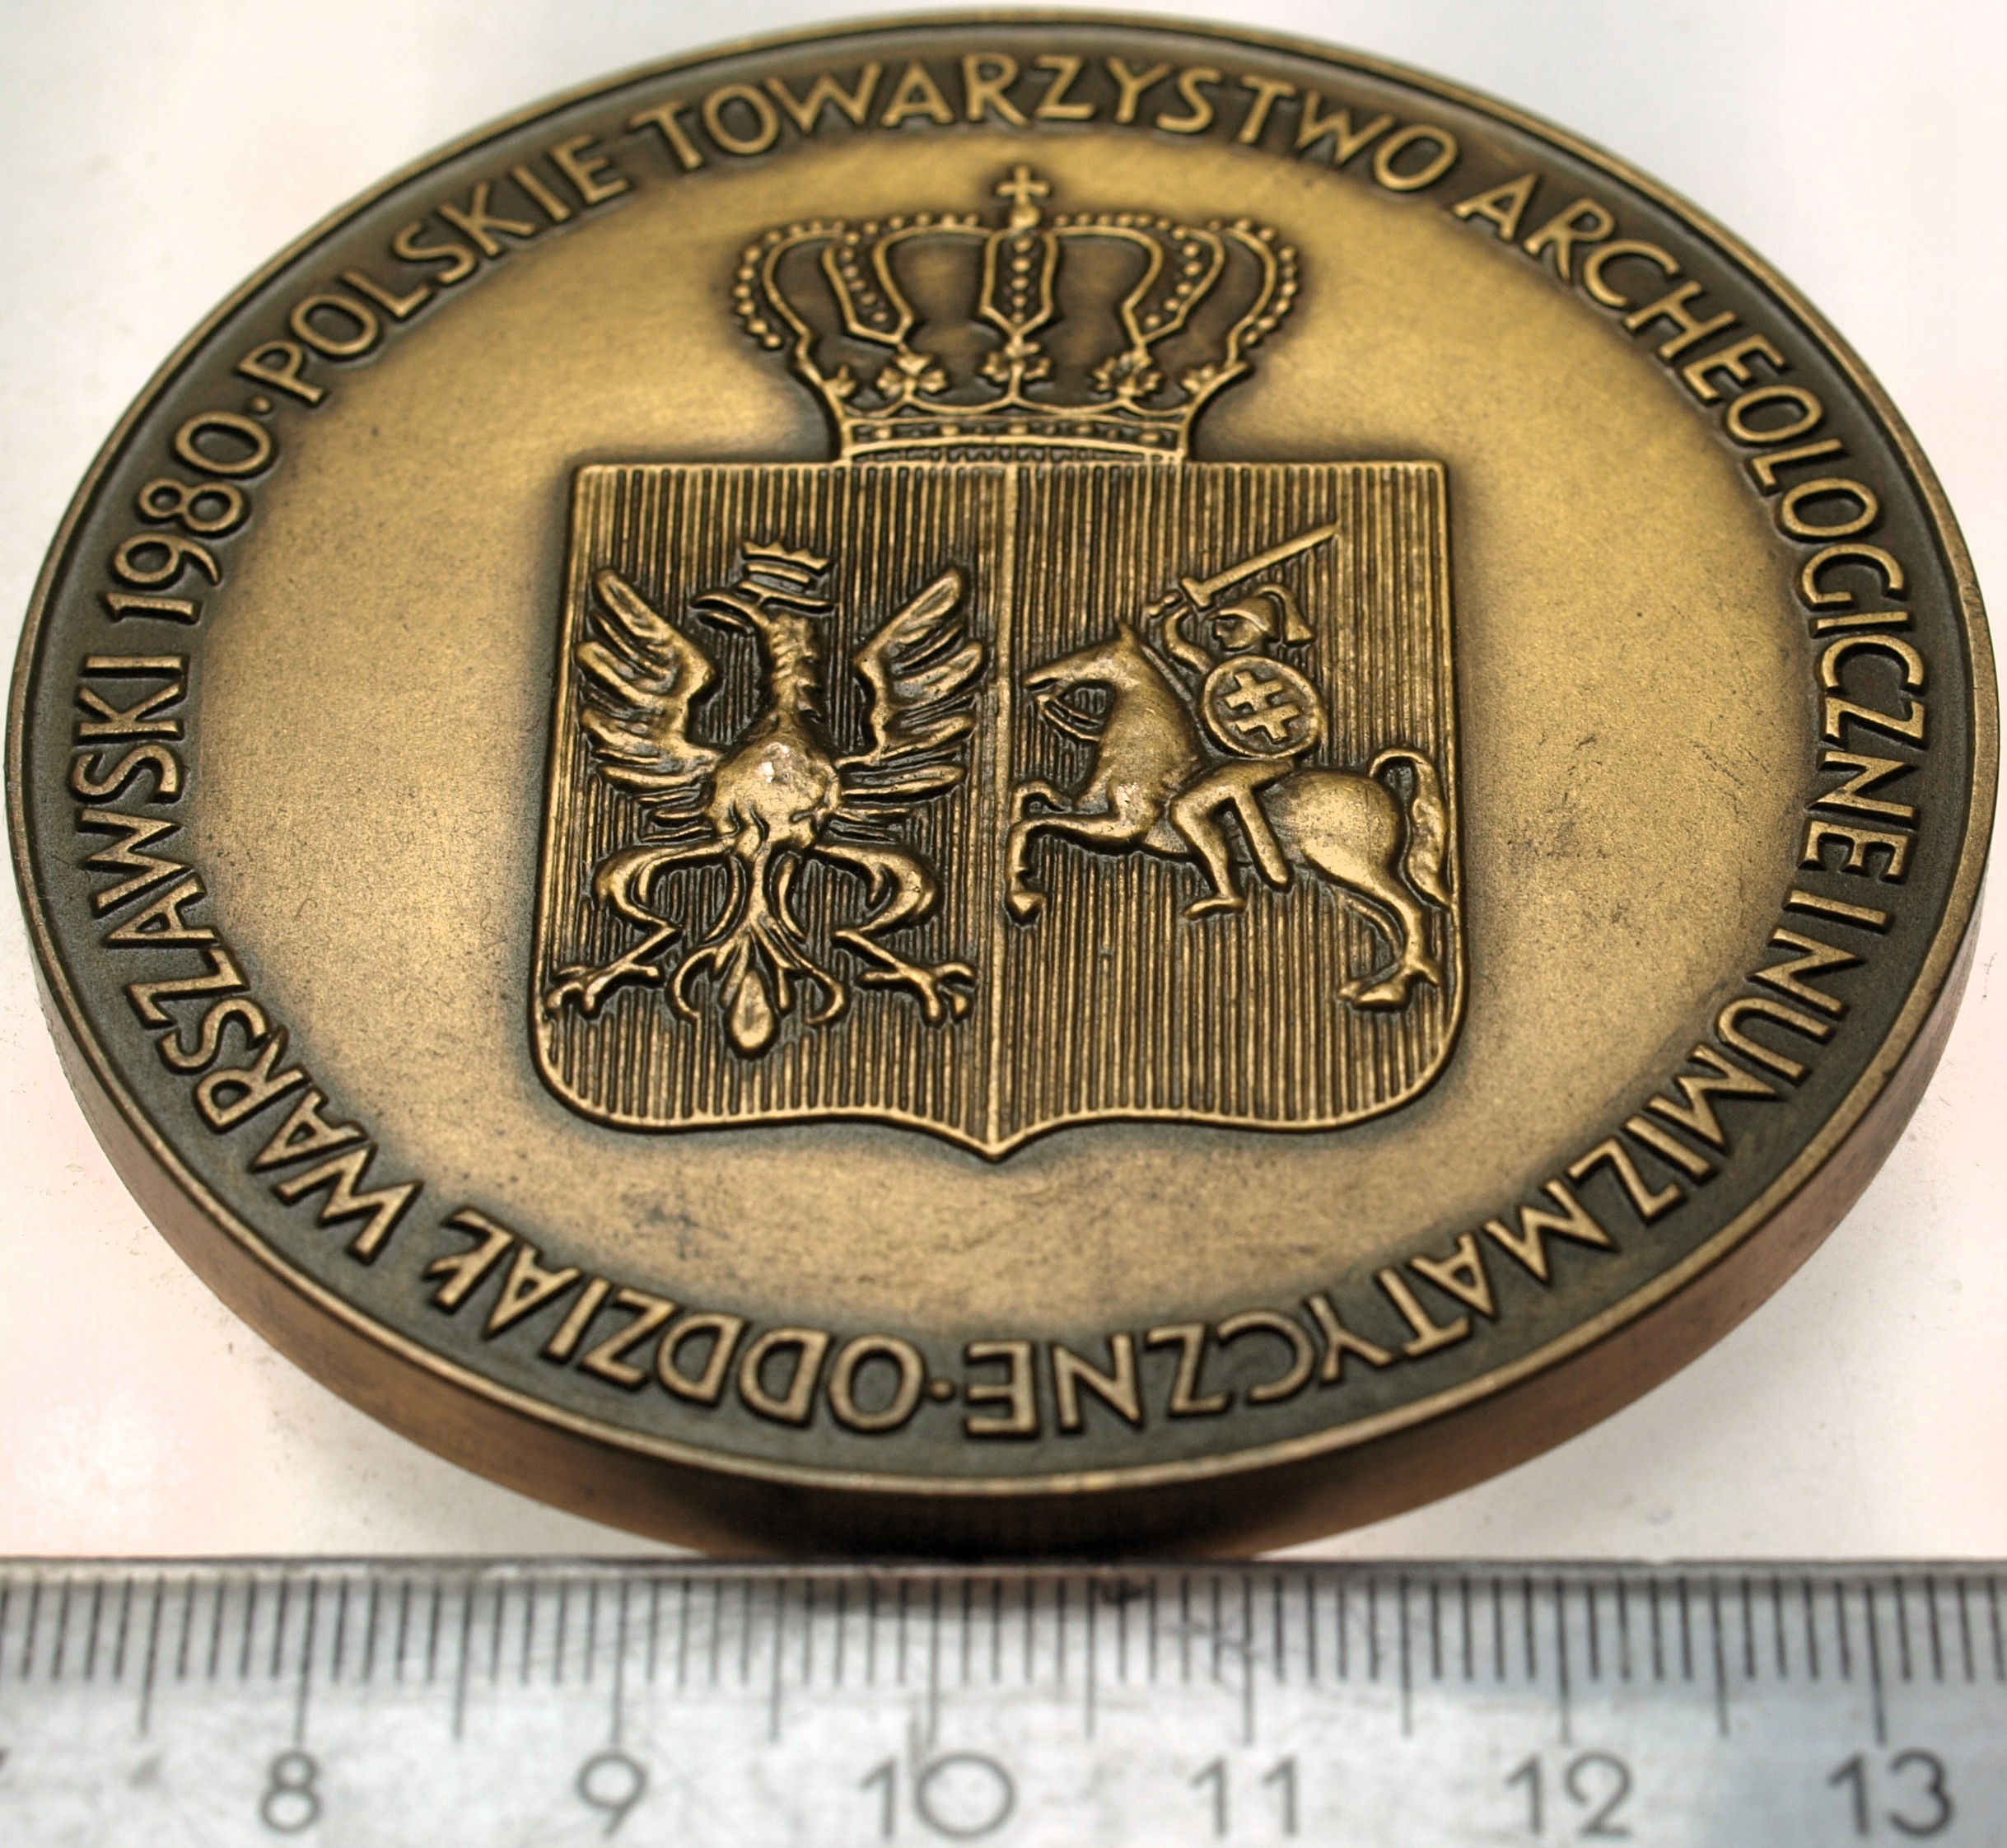 POLSKIE TOWARZYSTWO ARCHEOLOGICZNE I NUMIZMATYCZNE · ODDZIAŁ WARSZAWSKI 1980 ·
8 9 10 11 12 13